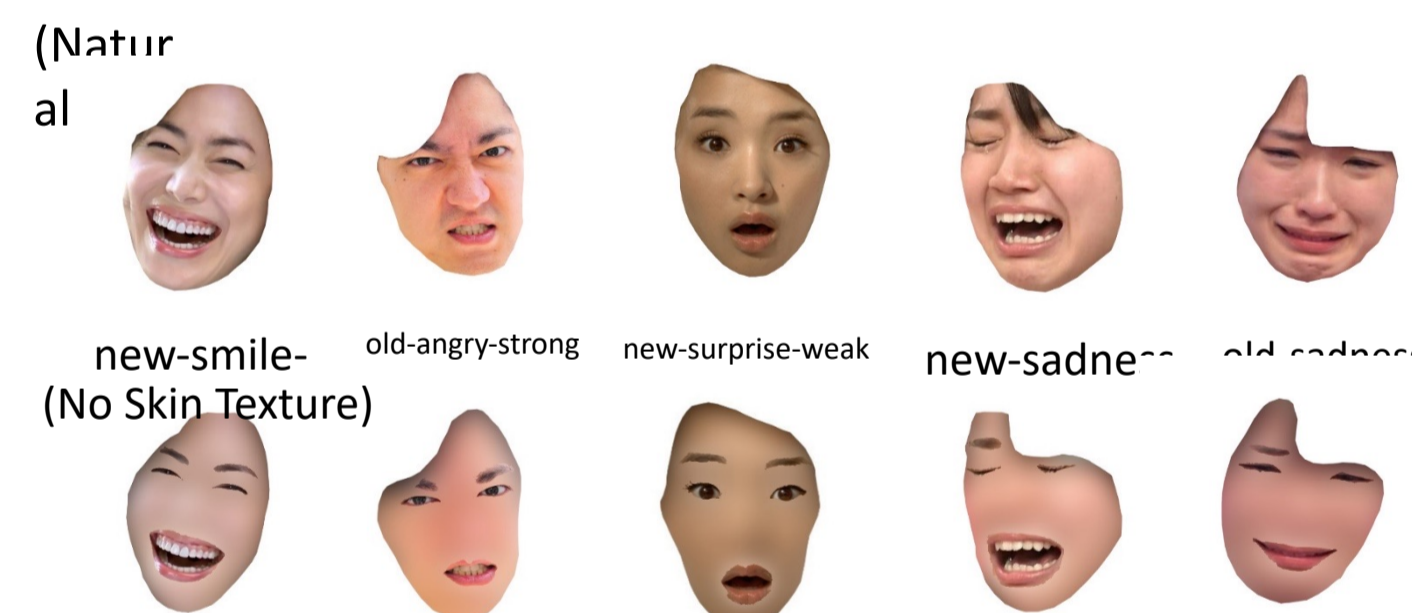 (Natur
al
new-smile-
old-angry-strong
new-surprise-weak
(No Skin Texture)